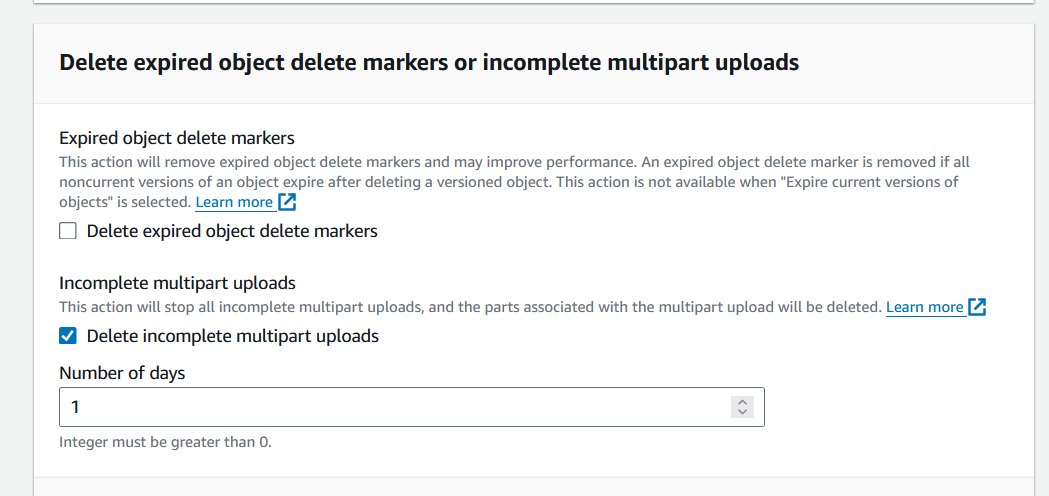 Delete expired object delete markers or incomplete multipart uploads
Expired object delete markers
This action will remove expired object delete markers and may improve performance. An expired object delete marker is removed if all
noncurrent versions of an object expire after deleting a versioned object. This action is not available when "Expire current versions of
objects" is selected. Learn more
Delete expired object delete markers
Incomplete multipart uploads
This action will stop all incomplete multipart uploads, and the parts associated with the multipart upload will be deleted. Learn more
Delete incomplete multipart uploads
Number of days
1
Integer must be greater than 0.